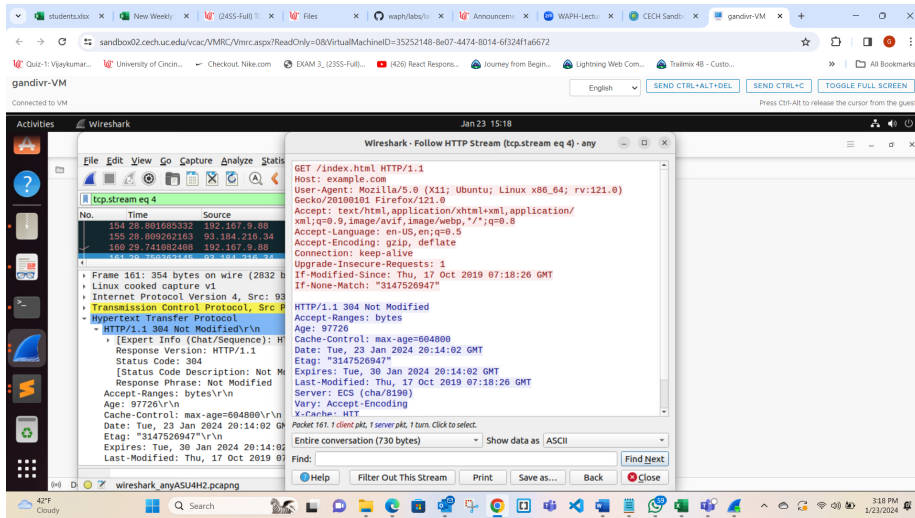 students.xlsx
New Weekly
(24SS-Full) T
Files
waph/labs/la
Announceme
WAPH-Lectu
CECH Sandb
gandivr-VM
sandbox02.cech.uc.edu/vcac/VMRC/Vmrc.aspx?ReadOnly=0&VirtualMachineID=35252148-8e07-4474-8014-6f324f1a6672
Quiz-1: Vijaykumar...
University of Cincin...
Checkout. Nike.com
EXAM 3_ (23SS-Full)...
(426) React Respons...
Journey from Begin...
Lightning Web Com...
Trailmix 48 - Custo...
All Bookmarks
gandivr-VM
English
SEND CTRL+ALT+DEL
SEND CTRL+C
TOGGLE FULL SCREEN
Connected to VM
Press Ctrl-Alt to release the cursor from the gues
Activities
Wireshark
Jan 23 15:18
File Edit View Go Capture Analyze Statis
tcp.stream eq 4
No. Time Source
154 28.801685332 192.167.9.88
155 28.809262163 93.184.216.34
160 29.741082408 192.167.9.88
161 29.750362145 93.184.216.34
Frame 161: 354 bytes on wire (2832 b
Linux cooked capture v1
Internet Protocol Version 4, Src: 93
Transmission Control Protocol, Src P
Hypertext Transfer Protocol
HTTP/1.1 304 Not Modified\r\n
[Expert Info (Chat/Sequence): H
Response Version: HTTP/1.1
Status Code: 304
[Status Code Description: Not Mo
Response Phrase: Not Modified
Accept-Ranges: bytes\r\n
Age: 97726\r\n
Cache-Control: max-age=604800\r\n
Date: Tue, 23 Jan 2024 20:14:02 GM
Etag: "3147526947"\r\n
Expires: Tue, 30 Jan 2024 20:14:02
Last-Modified: Thu, 17 Oct 2019 07
wireshark_anyASU4H2.pcapng
Wireshark · Follow HTTP Stream (tcp.stream eq 4) · any
GET /index.html HTTP/1.1
Host: example.com
User-Agent: Mozilla/5.0 (X11; Ubuntu; Linux x86_64; rv:121.0)
Gecko/20100101 Firefox/121.0
Accept: text/html,application/xhtml+xml,application/
xml;q=0.9,image/avif,image/webp,*/*;q=0.8
Accept-Language: en-US,en;q=0.5
Accept-Encoding: gzip, deflate
Connection: keep-alive
Upgrade-Insecure-Requests: 1
If-Modified-Since: Thu, 17 Oct 2019 07:18:26 GMT
If-None-Match: "3147526947"
HTTP/1.1 304 Not Modified
Accept-Ranges: bytes
Age: 97726
Cache-Control: max-age=604800
Date: Tue, 23 Jan 2024 20:14:02 GMT
Etag: "3147526947"
Expires: Tue, 30 Jan 2024 20:14:02 GMT
Last-Modified: Thu, 17 Oct 2019 07:18:26 GMT
Server: ECS (cha/8190)
Vary: Accept-Encoding
X-Cache: HIT
Packet 161. 1 client pkt, 1 server pkt, 1 turn. Click to select.
Entire conversation (730 bytes)
Show data as ASCII
Find:
Find Next
Help
Filter Out This Stream
Print
Save as...
Back
Close
42°F
Cloudy
Search
3:18 PM
1/23/2024